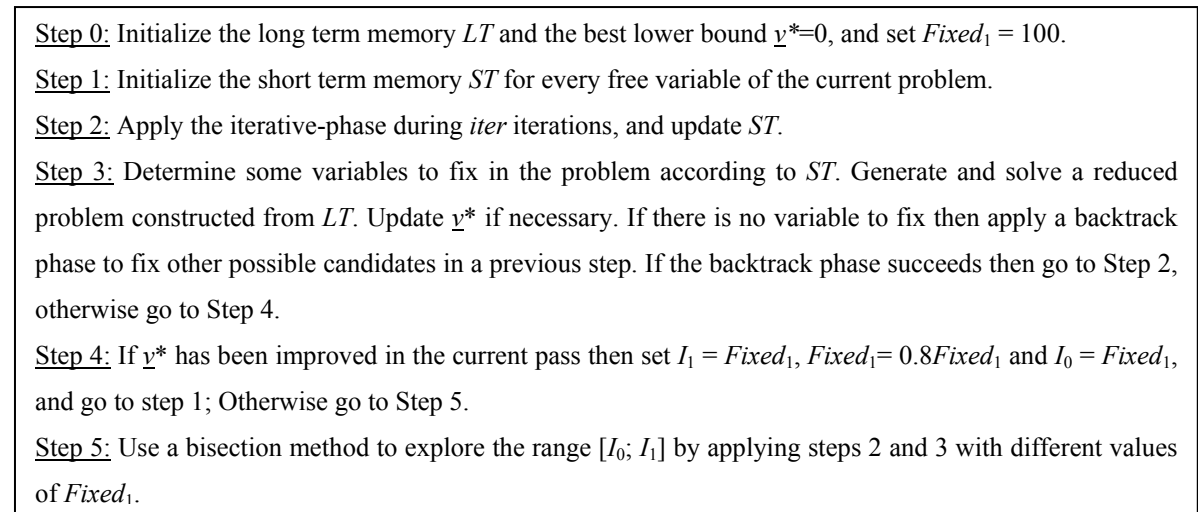 Step 0: Initialize the long term memory LT and the best lower bound v*=0, and set Fixed₁ = 100.
Step 1: Initialize the short term memory ST for every free variable of the current problem.
Step 2: Apply the iterative-phase during iter iterations, and update ST.
Step 3: Determine some variables to fix in the problem according to ST. Generate and solve a reduced
problem constructed from LT. Update v* if necessary. If there is no variable to fix then apply a backtrack
phase to fix other possible candidates in a previous step. If the backtrack phase succeeds then go to Step 2,
otherwise go to Step 4.
Step 4: If v* has been improved in the current pass then set I₁ = Fixed₁, Fixed₁= 0.8Fixed₁ and I₀ = Fixed₁,
and go to step 1; Otherwise go to Step 5.
Step 5: Use a bisection method to explore the range [I₀; I₁] by applying steps 2 and 3 with different values
of Fixed₁.